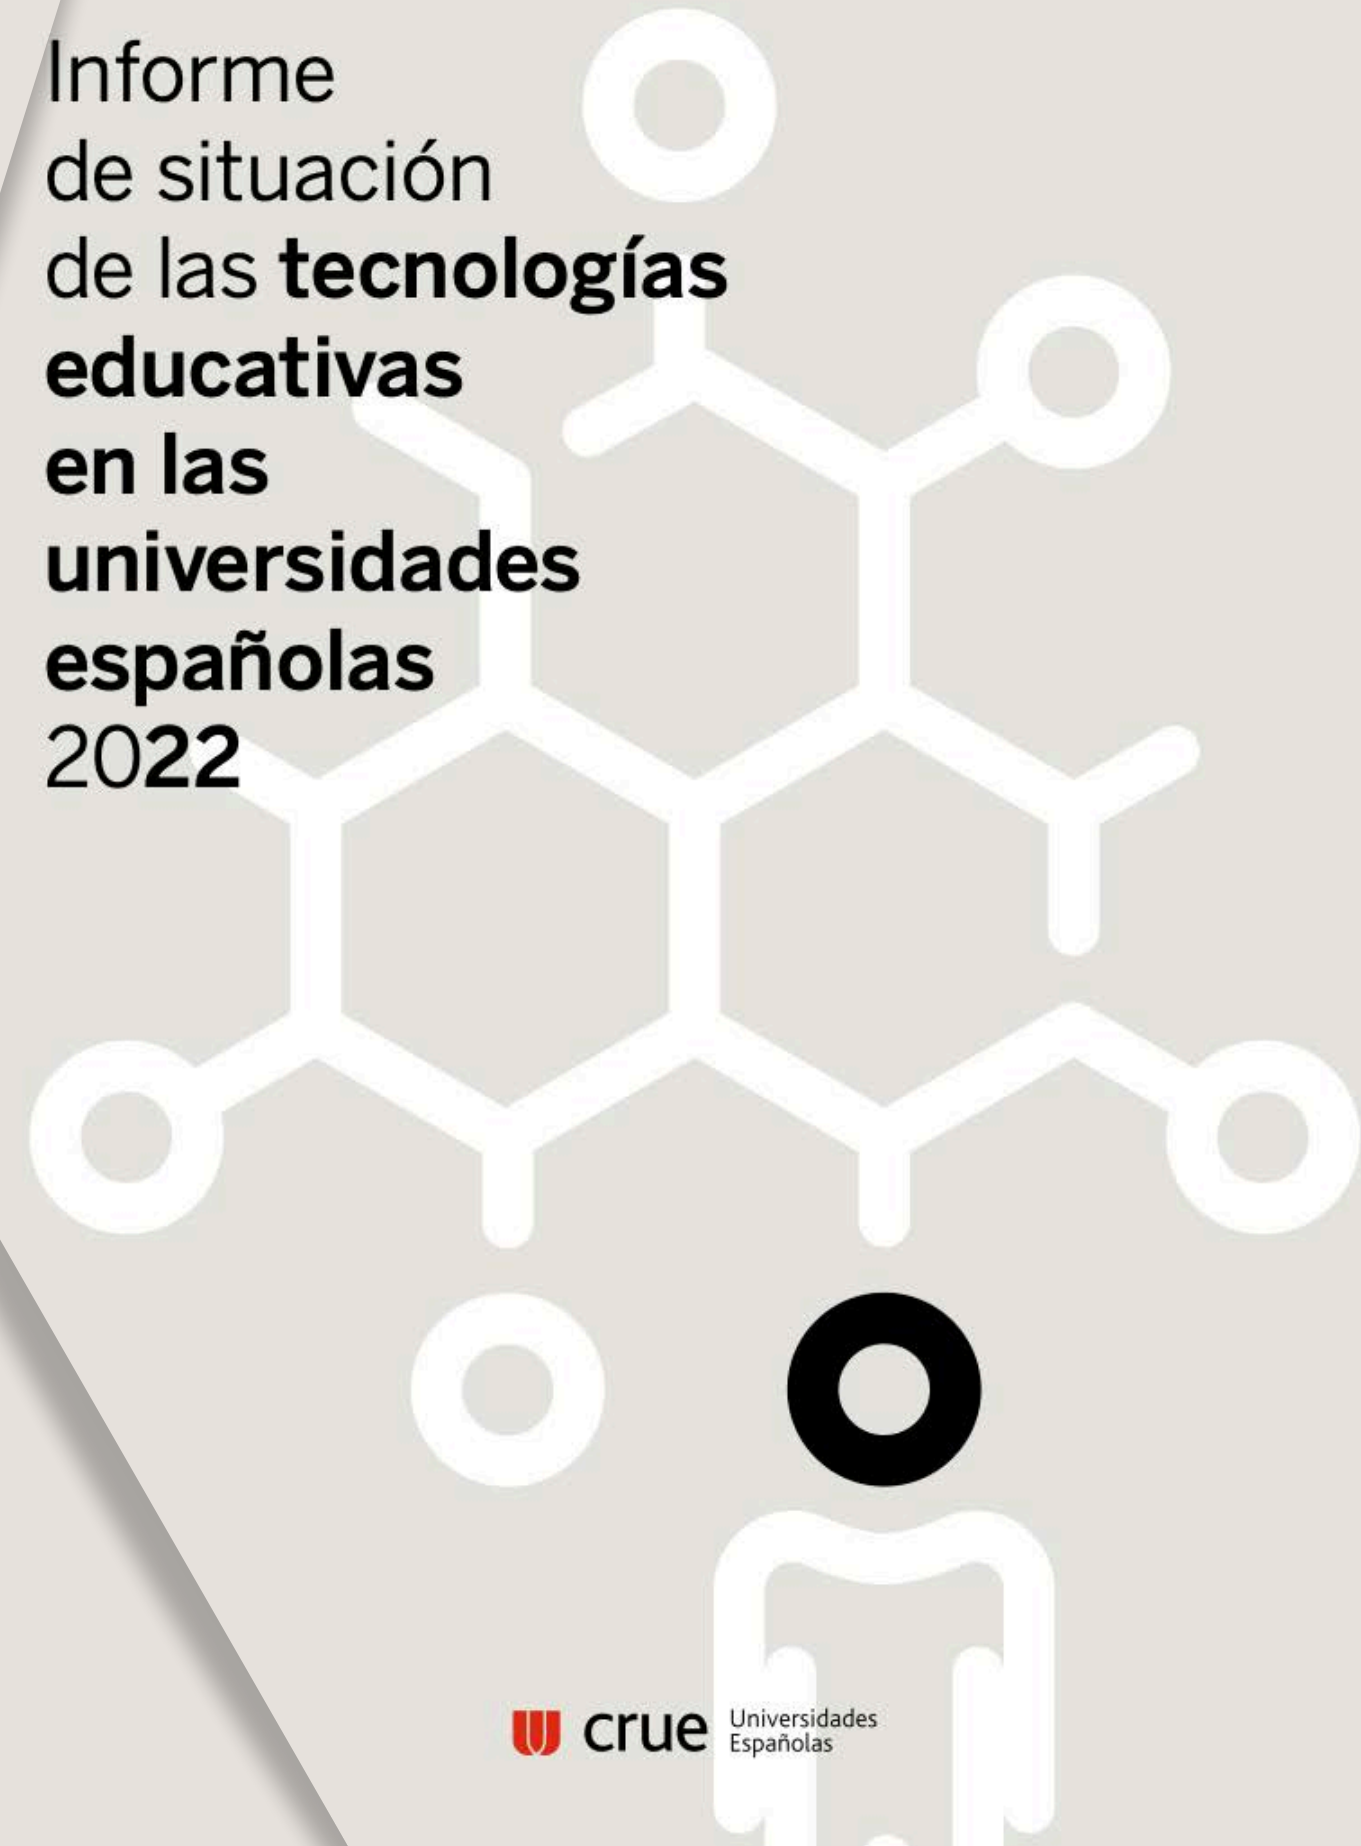 Informe
de situación
de las tecnologías
educativas
en las
universidades
españolas
2022
crue Universidades
Españolas